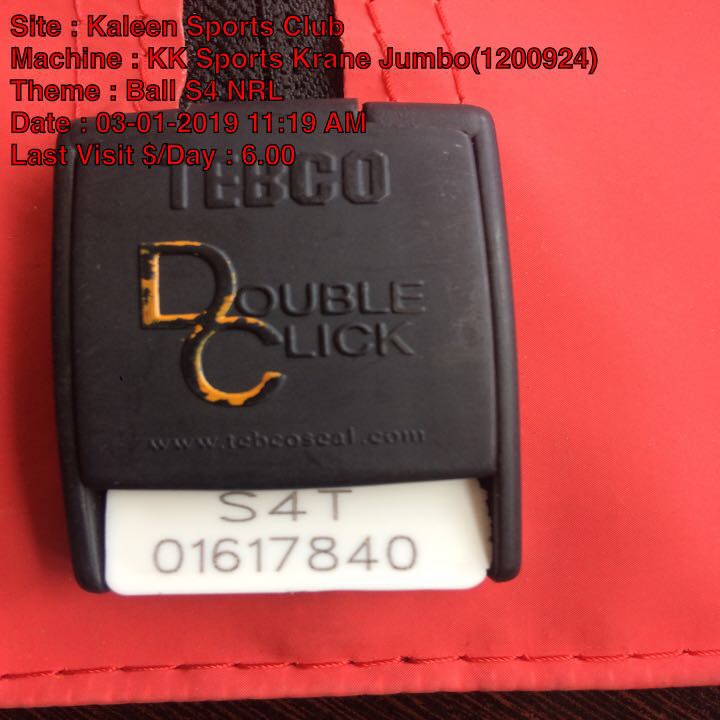 Site : Kaleen Sports Club
Machine : KK Sports Krane Jumbo(1200924)
Theme : Ball S4 NRL
Date : 03-01-2019 11:19 AM
Last Visit $/Day : 6.00
TEBCO
DOUBLE
CLICK
www.tebcoseal.com
S4T
01617840